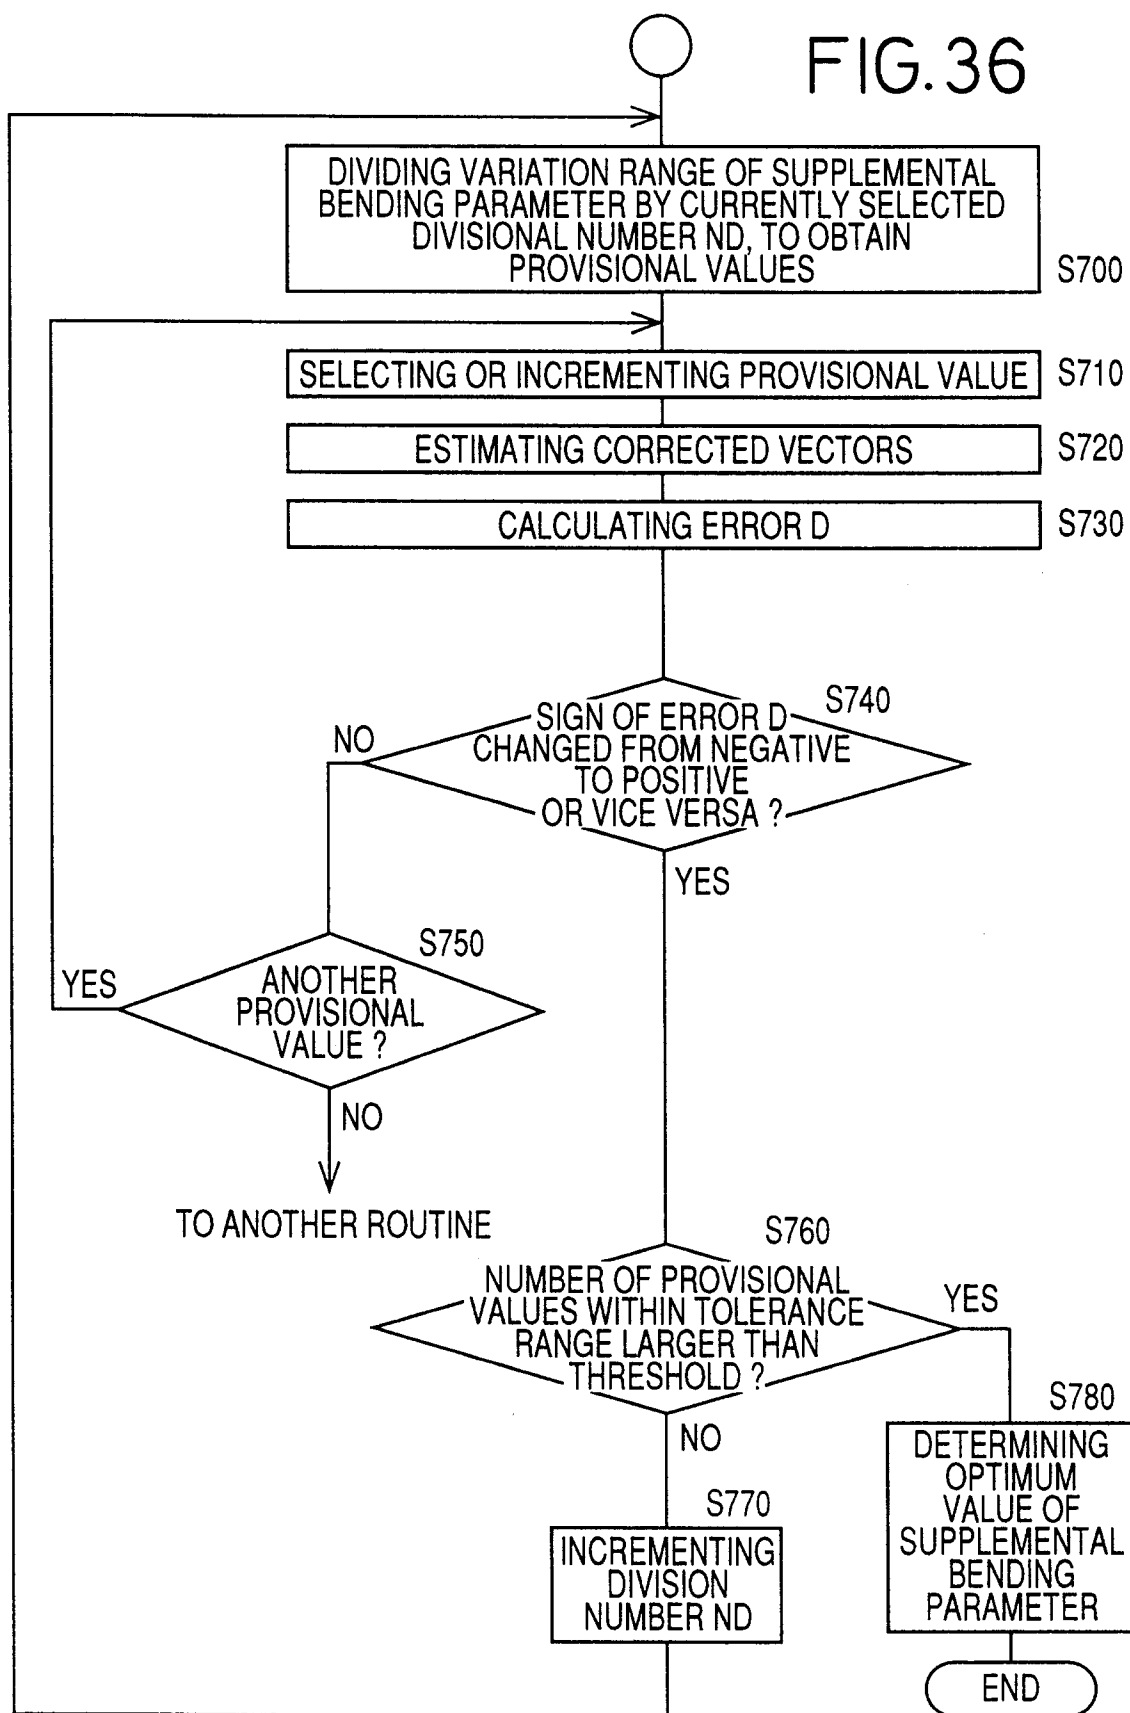 FIG. 36
DIVIDING VARIATION RANGE OF SUPPLEMENTAL
BENDING PARAMETER BY CURRENTLY SELECTED
DIVISIONAL NUMBER ND, TO OBTAIN
PROVISIONAL VALUES
S700
SELECTING OR INCREMENTING PROVISIONAL VALUE
S710
ESTIMATING CORRECTED VECTORS
S720
CALCULATING ERROR D
S730
S740
SIGN OF ERROR D
CHANGED FROM NEGATIVE
TO POSITIVE
OR VICE VERSA ?
NO
YES
S750
ANOTHER
PROVISIONAL
VALUE ?
YES
NO
TO ANOTHER ROUTINE
S760
NUMBER OF PROVISIONAL
VALUES WITHIN TOLERANCE
RANGE LARGER THAN
THRESHOLD ?
YES
NO
S770
INCREMENTING
DIVISION
NUMBER ND
S780
DETERMINING
OPTIMUM
VALUE OF
SUPPLEMENTAL
BENDING
PARAMETER
END